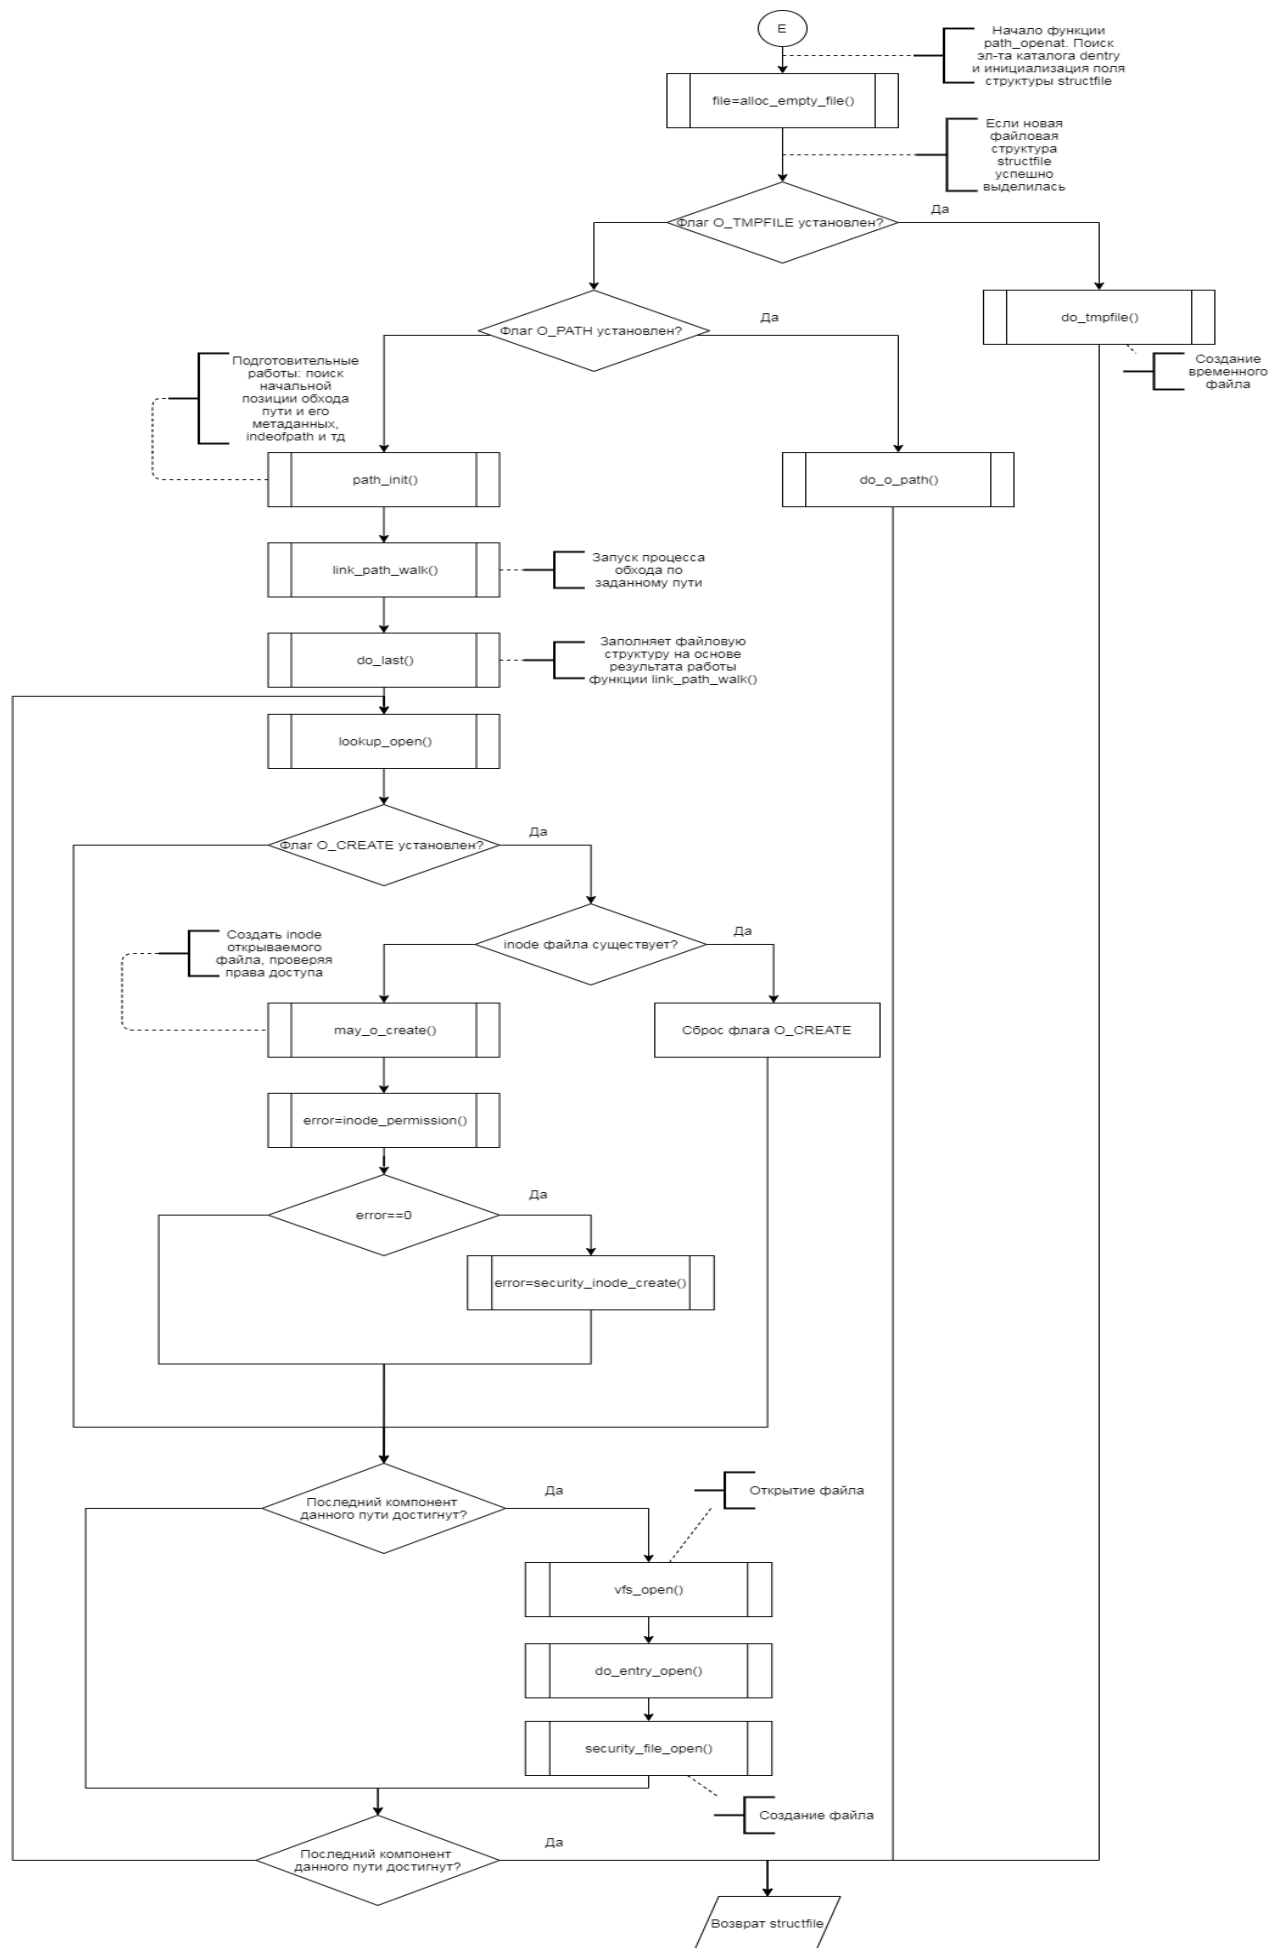 E
Начало функции
path_openat. Поиск
эл-та каталога dentry
и инициализация поля
структуры structfile
file=alloc_empty_file()
Если новая
файловая
структура
structfile
успешно
выделилась
Да
Флаг O_TMPFILE установлен?
Да
Флаг O_PATH установлен?
do_tmpfile()
Создание
временного
файла
Подготовительные
работы: поиск
начальной
позиции обхода
пути и его
метаданных,
indeofpath и тд
path_init()
do_o_path()
link_path_walk()
Запуск процесса
обхода по
заданному пути
do_last()
Заполняет файловую
структуру на основе
результата работы
функции link_path_walk()
lookup_open()
Да
Флаг O_CREATE установлен?
Да
inode файла существует?
Создать inode
открываемого
файла, проверяя
права доступа
may_o_create()
Сброс флага O_CREATE
error=inode_permission()
Да
error==0
error=security_inode_create()
Да
Последний компонент
данного пути достигнут?
Открытие файла
vfs_open()
do_entry_open()
security_file_open()
Создание файла
Да
Последний компонент
данного пути достигнут?
Возврат structfile